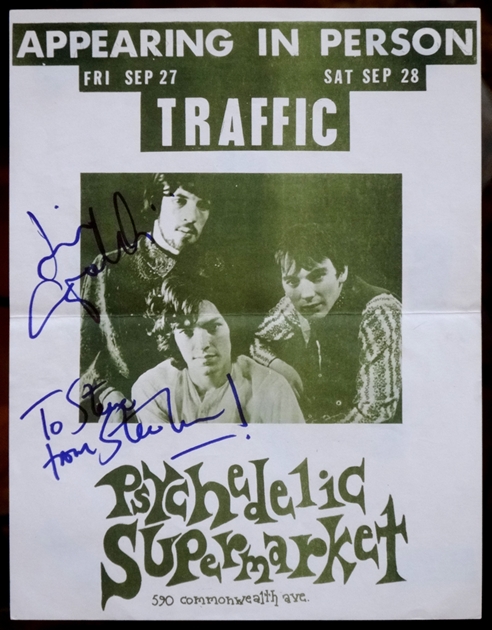 APPEARING IN PERSON
FRI SEP 27 SAT SEP 28
TRAFFIC
To Steve
from Steve
Psychedelic
Supermarket
590 commonwealth ave.